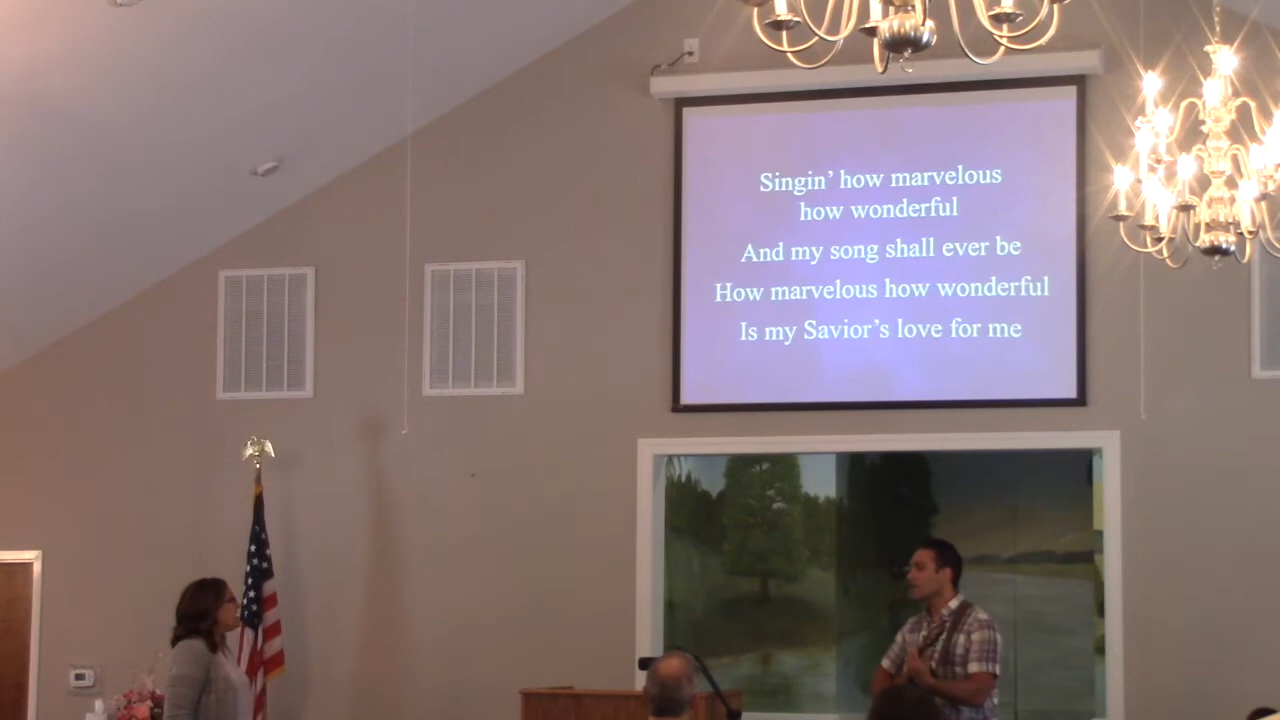 Singin’ how marvelous
how wonderful
And my song shall ever be
How marvelous how wonderful
Is my Savior’s love for me